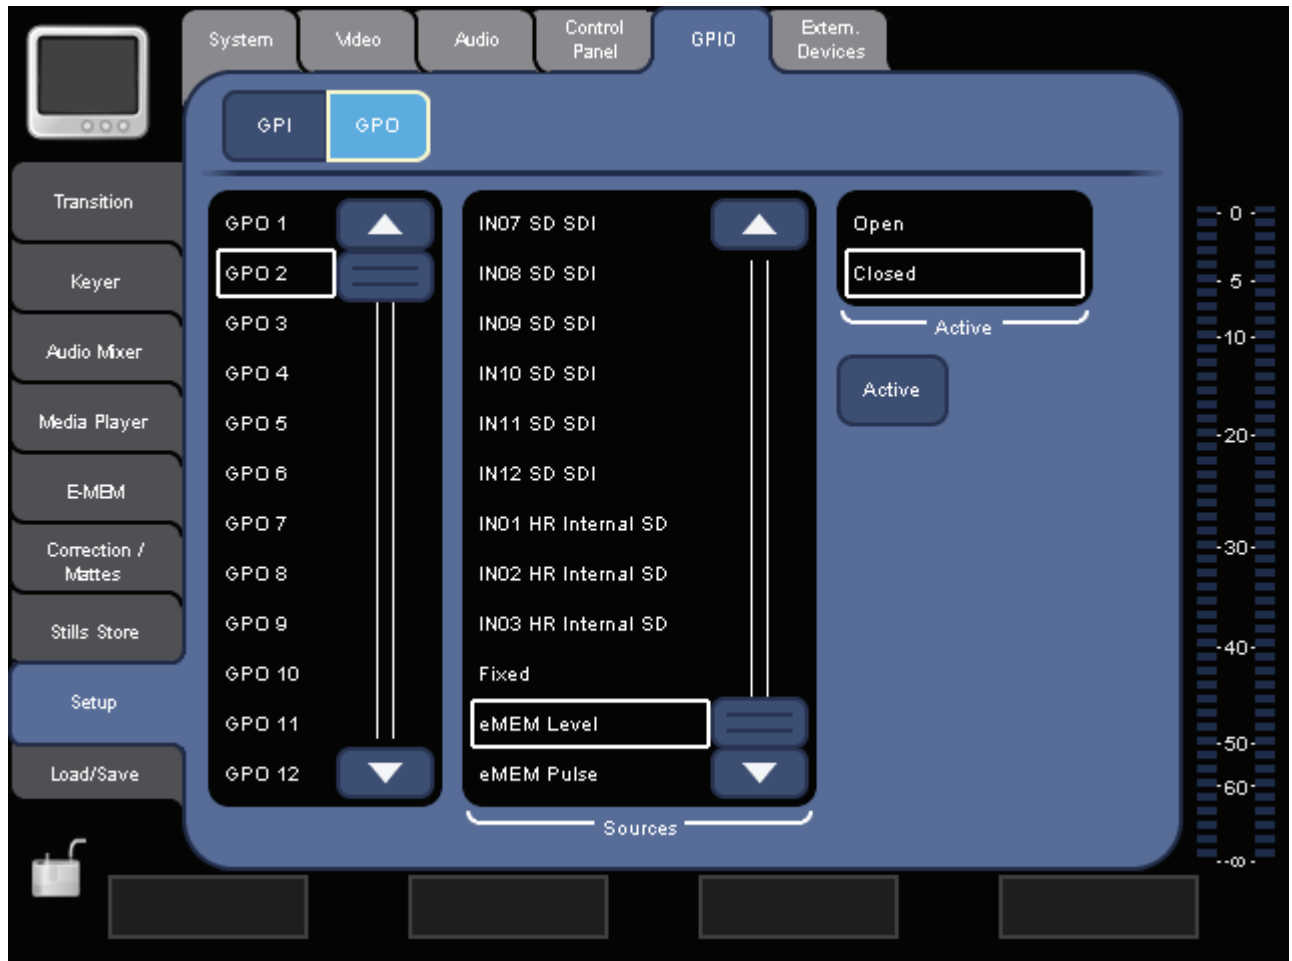 System
Video
Audio
Control
Panel
GPIO
Extern.
Devices
GPI
GPO
Transition
Keyer
Audio Mixer
Media Player
E-MEM
Correction /
Mattes
Stills Store
Setup
Load/Save
GPO 1
GPO 2
GPO 3
GPO 4
GPO 5
GPO 6
GPO 7
GPO 8
GPO 9
GPO 10
GPO 11
GPO 12
IN07 SD SDI
IN08 SD SDI
IN09 SD SDI
IN10 SD SDI
IN11 SD SDI
IN12 SD SDI
IN01 HR Internal SD
IN02 HR Internal SD
IN03 HR Internal SD
Fixed
eMEM Level
eMEM Pulse
Sources
Open
Closed
Active
Active
- 0 -
- 5 -
-10-
-20-
-30-
-40-
-50-
-60-
--∞ -